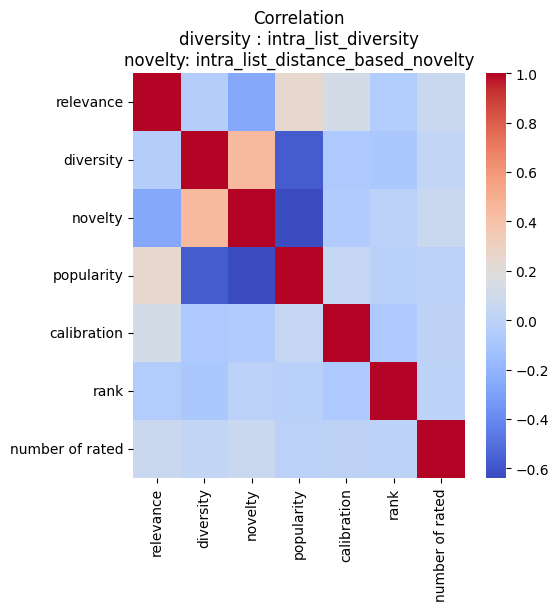 Correlation
diversity : intra_list_diversity
novelty: intra_list_distance_based_novelty
relevance
diversity
novelty
popularity
calibration
rank
number of rated
relevance
diversity
novelty
popularity
calibration
rank
number of rated
1.0
0.8
0.6
0.4
0.2
0.0
−0.2
−0.4
−0.6